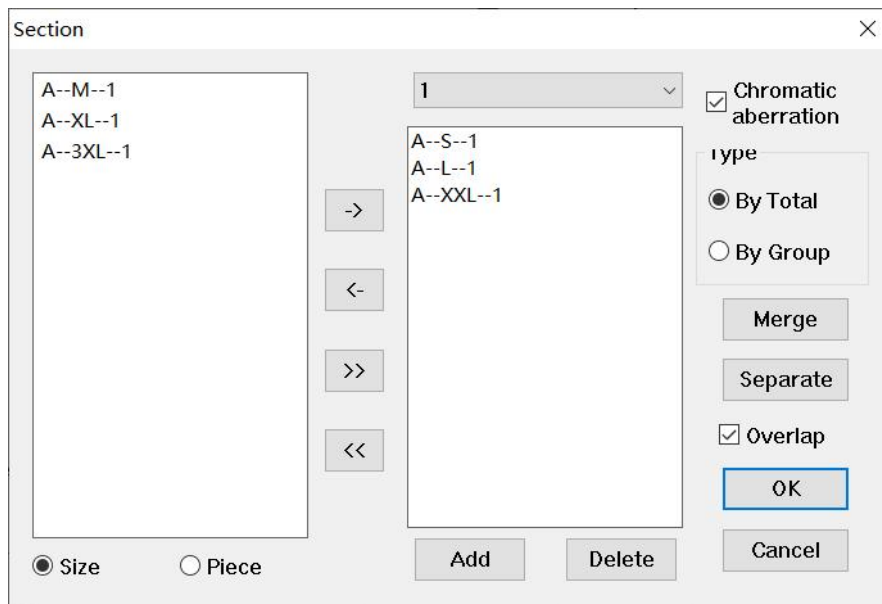 Section
A--M--1
A--XL--1
A--3XL--1
->
<-
>>
<<
Size
Piece
1
A--S--1
A--L--1
A--XXL--1
Add
Delete
Chromatic
aberration
Type
By Total
By Group
Merge
Separate
Overlap
OK
Cancel